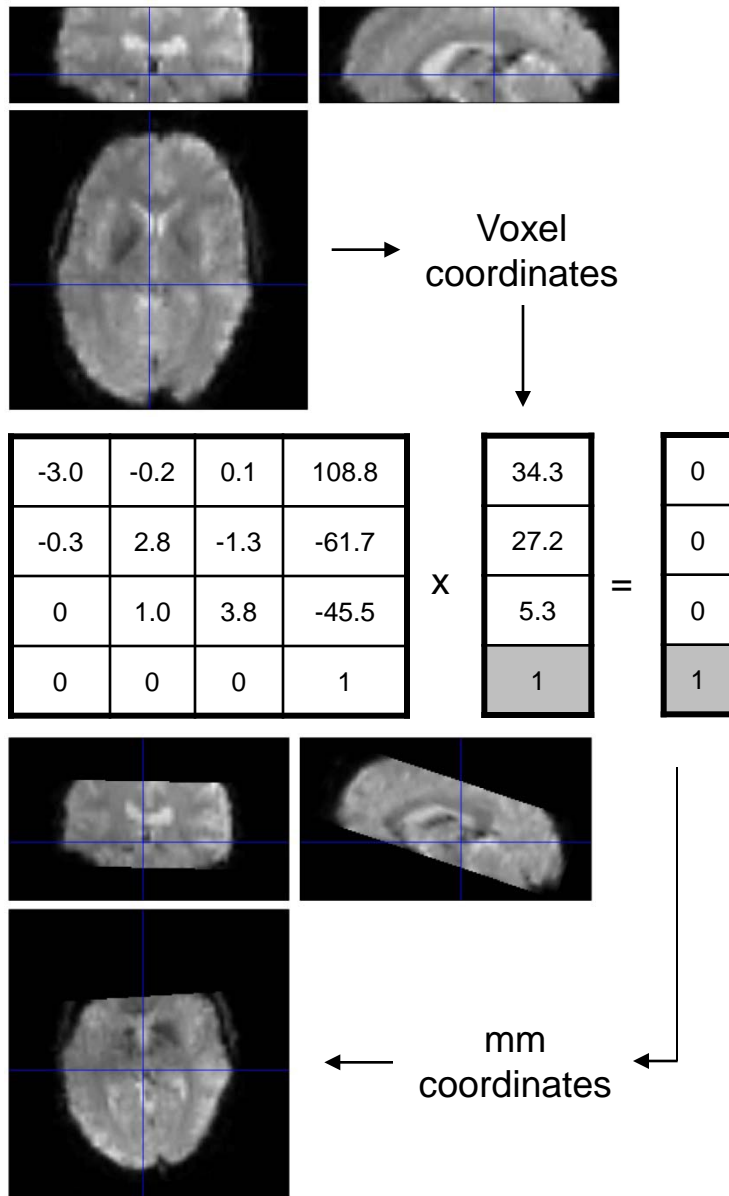 Voxel
coordinates
-3.0 -0.2 0.1 108.8 34.3 0
-0.3 2.8 -1.3 -61.7 27.2 0
x =
0 1.0 3.8 -45.5 5.3 0
0 0 0 1 1 1
mm
coordinates